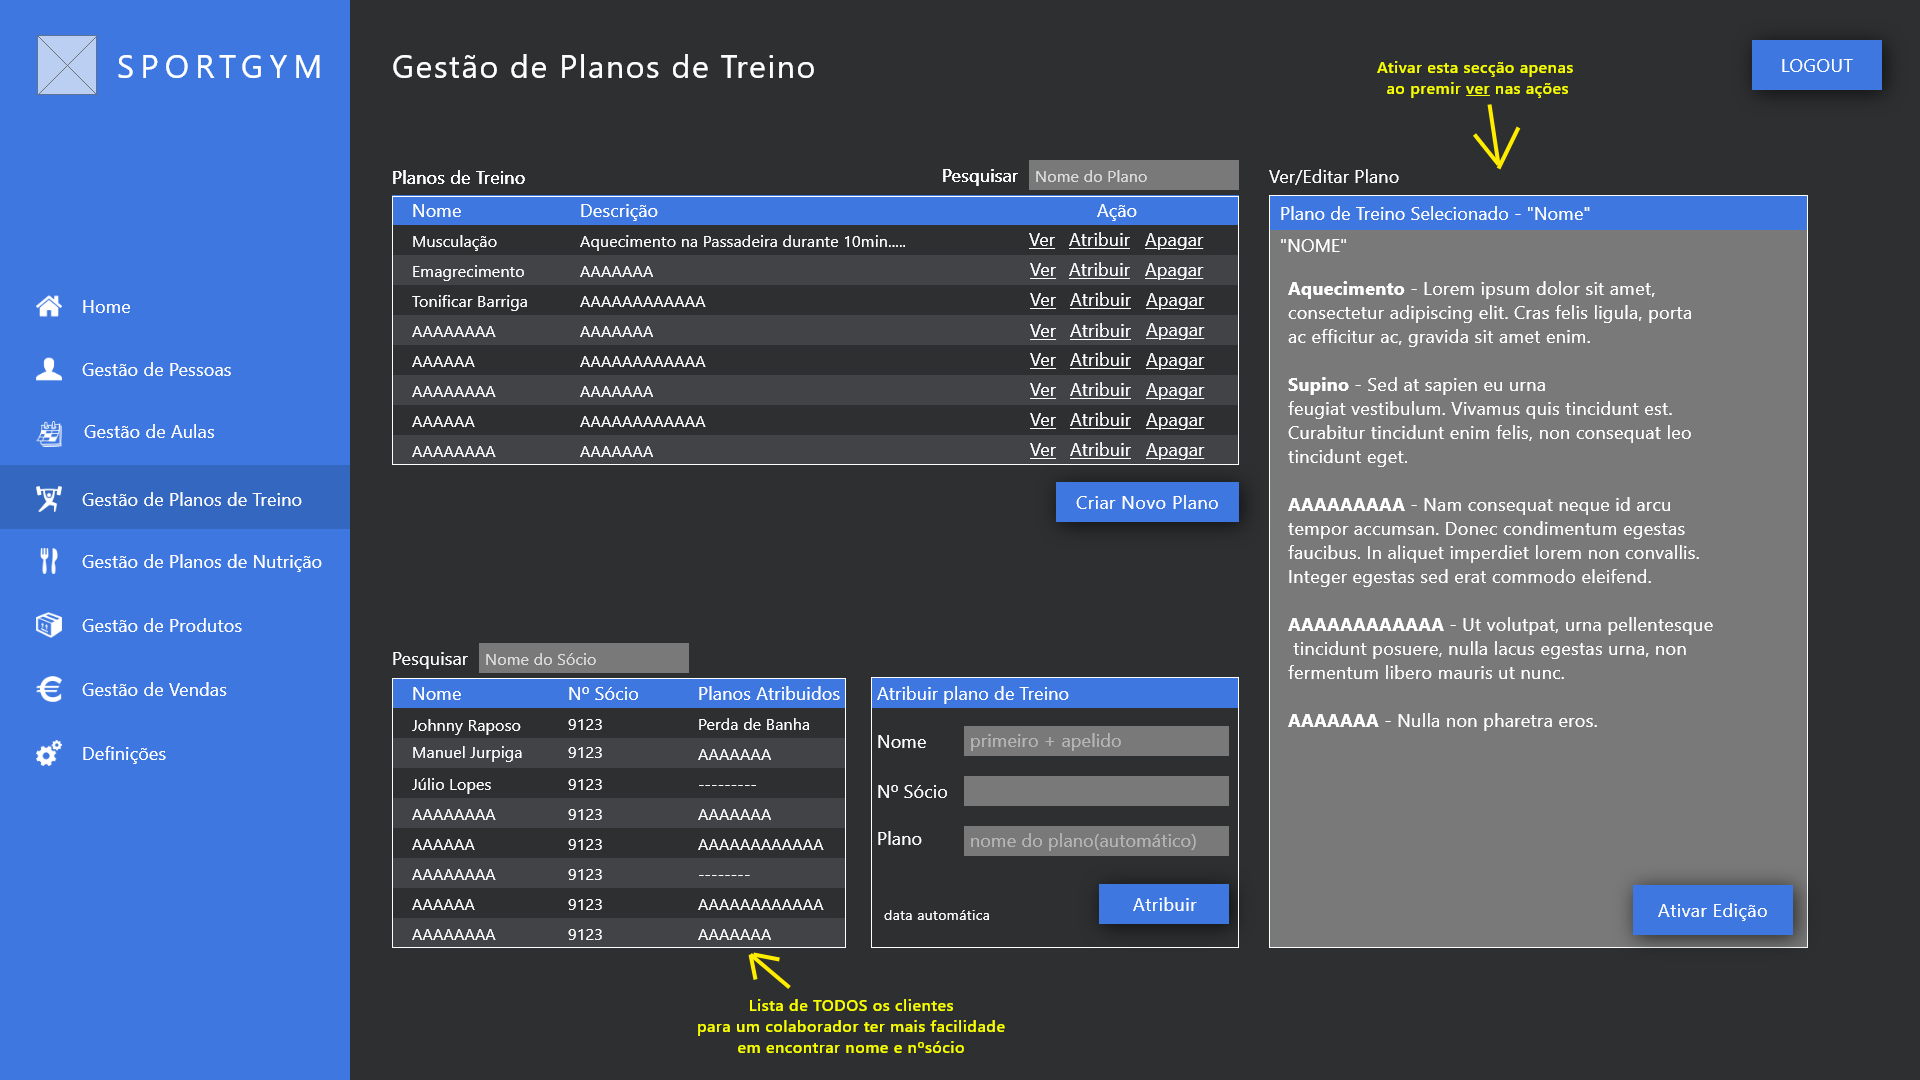 SPORTGYM
Home
Gestão de Pessoas
Gestão de Aulas
Gestão de Planos de Treino
Gestão de Planos de Nutrição
Gestão de Produtos
Gestão de Vendas
Definições
Gestão de Planos de Treino
Ativar esta secção apenas
ao premir ver nas ações
LOGOUT
Planos de Treino
Pesquisar Nome do Plano
Nome Descrição Ação
Musculação Aquecimento na Passadeira durante 10min..... Ver Atribuir Apagar
Emagrecimento AAAAAAA Ver Atribuir Apagar
Tonificar Barriga AAAAAAAAAAAA Ver Atribuir Apagar
AAAAAAAA AAAAAAA Ver Atribuir Apagar
AAAAAA AAAAAAAAAAAA Ver Atribuir Apagar
AAAAAAAA AAAAAAA Ver Atribuir Apagar
AAAAAA AAAAAAAAAAAA Ver Atribuir Apagar
AAAAAAAA AAAAAAA Ver Atribuir Apagar
Criar Novo Plano
Pesquisar Nome do Sócio
Nome Nº Sócio Planos Atribuidos
Johnny Raposo 9123 Perda de Banha
Manuel Jurpiga 9123 AAAAAAA
Júlio Lopes 9123 ---------
AAAAAAAA 9123 AAAAAAA
AAAAAA 9123 AAAAAAAAAAAA
AAAAAAAA 9123 --------
AAAAAA 9123 AAAAAAAAAAAA
AAAAAAAA 9123 AAAAAAA
Lista de TODOS os clientes
para um colaborador ter mais facilidade
em encontrar nome e nºsócio
Atribuir plano de Treino
Nome primeiro + apelido
Nº Sócio
Plano nome do plano(automático)
data automática
Atribuir
Ver/Editar Plano
Plano de Treino Selecionado - "Nome"
"NOME"
Aquecimento - Lorem ipsum dolor sit amet,
consectetur adipiscing elit. Cras felis ligula, porta
ac efficitur ac, gravida sit amet enim.
Supino - Sed at sapien eu urna
feugiat vestibulum. Vivamus quis tincidunt est.
Curabitur tincidunt enim felis, non consequat leo
tincidunt eget.
AAAAAAAAA - Nam consequat neque id arcu
tempor accumsan. Donec condimentum egestas
faucibus. In aliquet imperdiet lorem non convallis.
Integer egestas sed erat commodo eleifend.
AAAAAAAAAAAA - Ut volutpat, urna pellentesque
tincidunt posuere, nulla lacus egestas urna, non
fermentum libero mauris ut nunc.
AAAAAAA - Nulla non pharetra eros.
Ativar Edição